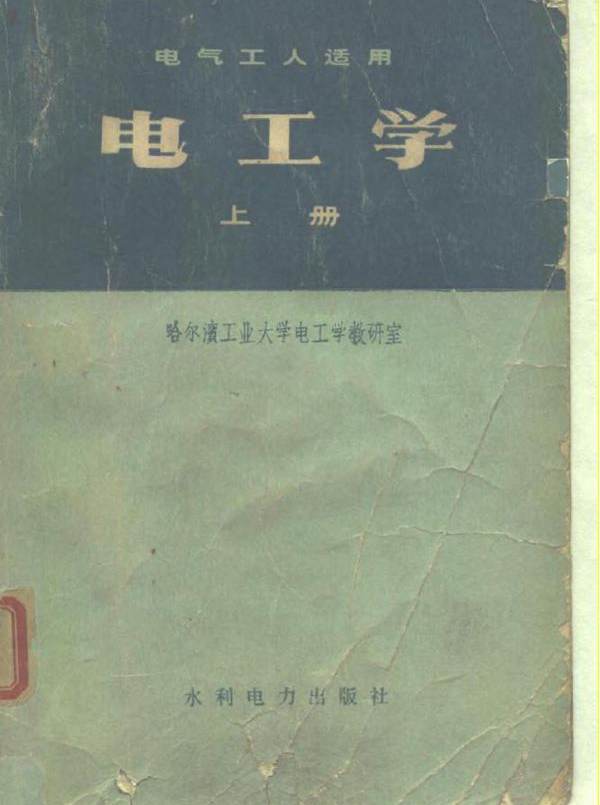 电气工人适用
电工学
上册
哈尔滨工业大学电工学教研室
水利电力出版社